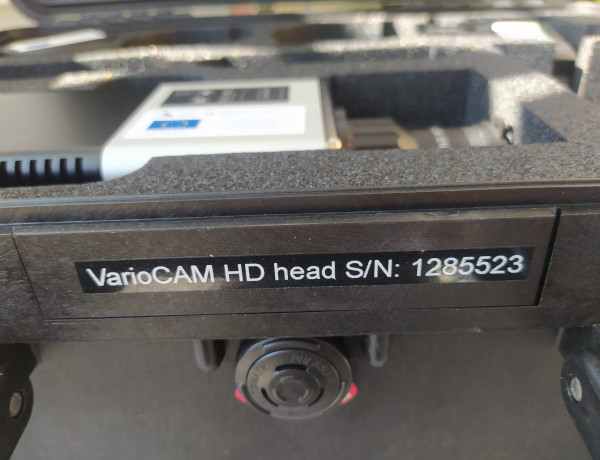 VarioCAM HD head S/N: 1285523